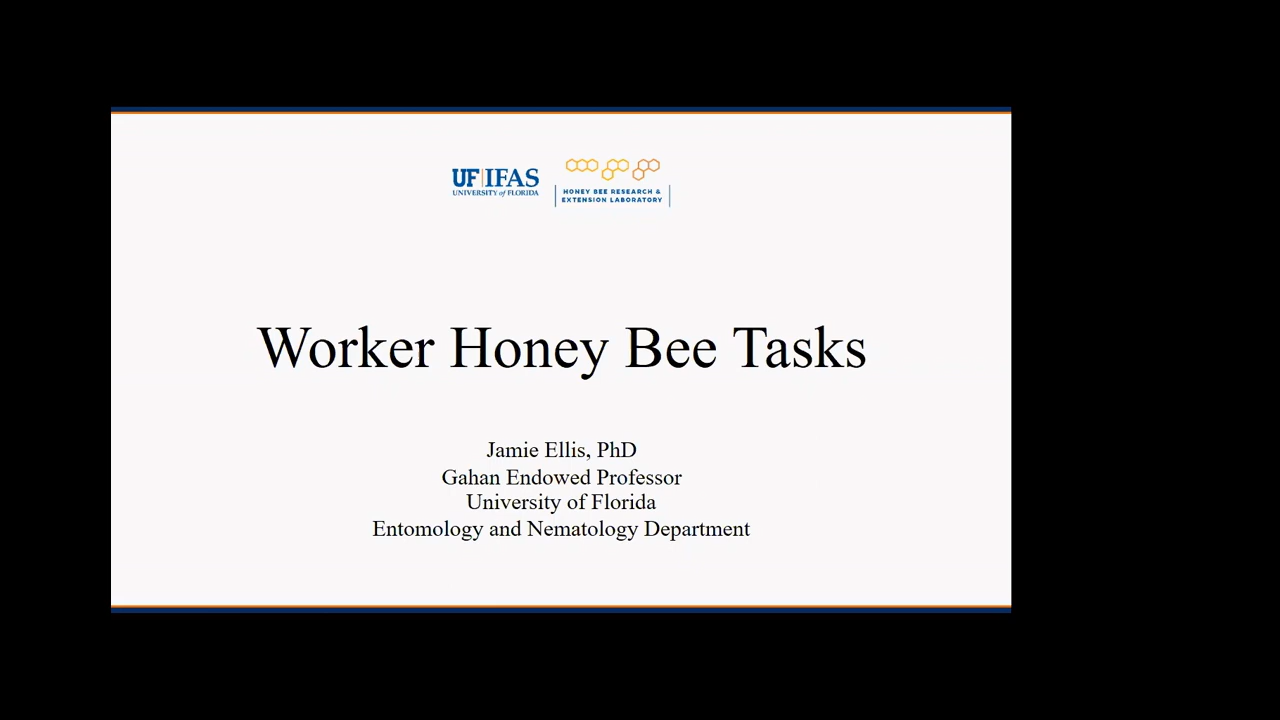 UF IFAS
UNIVERSITY of FLORIDA
HONEY BEE RESEARCH &
EXTENSION LABORATORY
Worker Honey Bee Tasks
Jamie Ellis, PhD
Gahan Endowed Professor
University of Florida
Entomology and Nematology Department